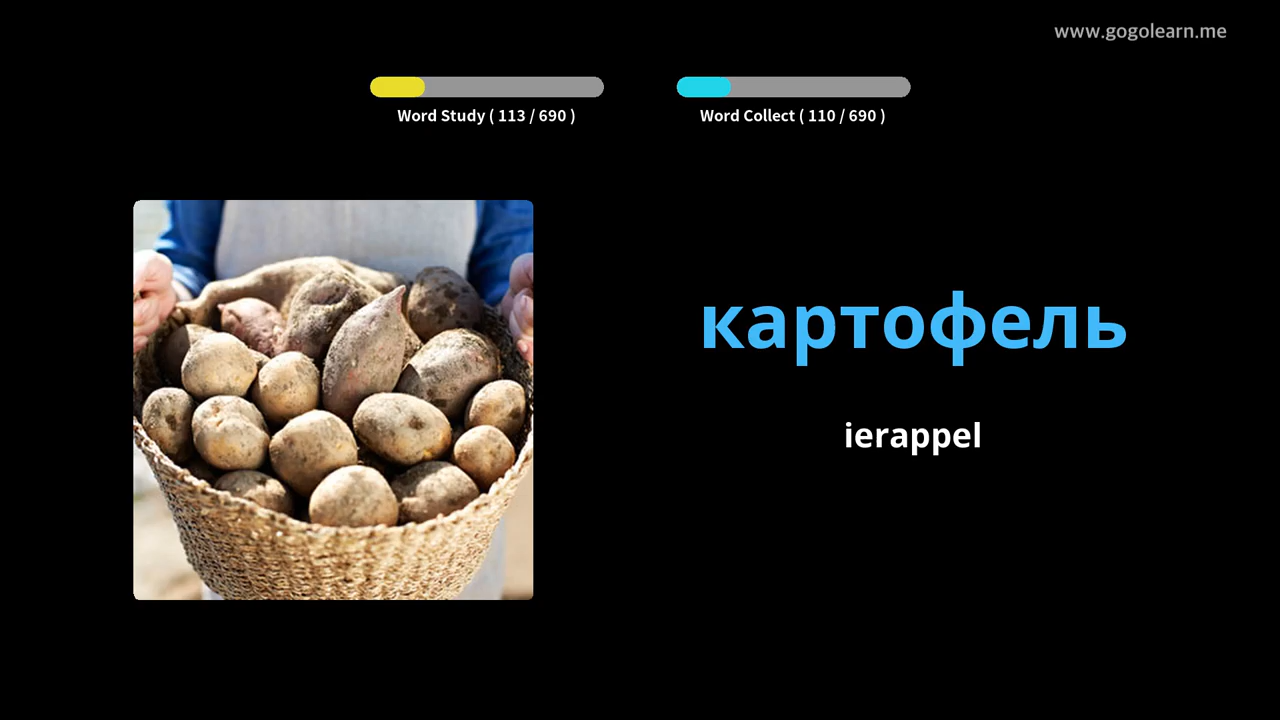 www.gogolearn.me
Word Study ( 113 / 690 )
Word Collect ( 110 / 690 )
картофель
ierappel